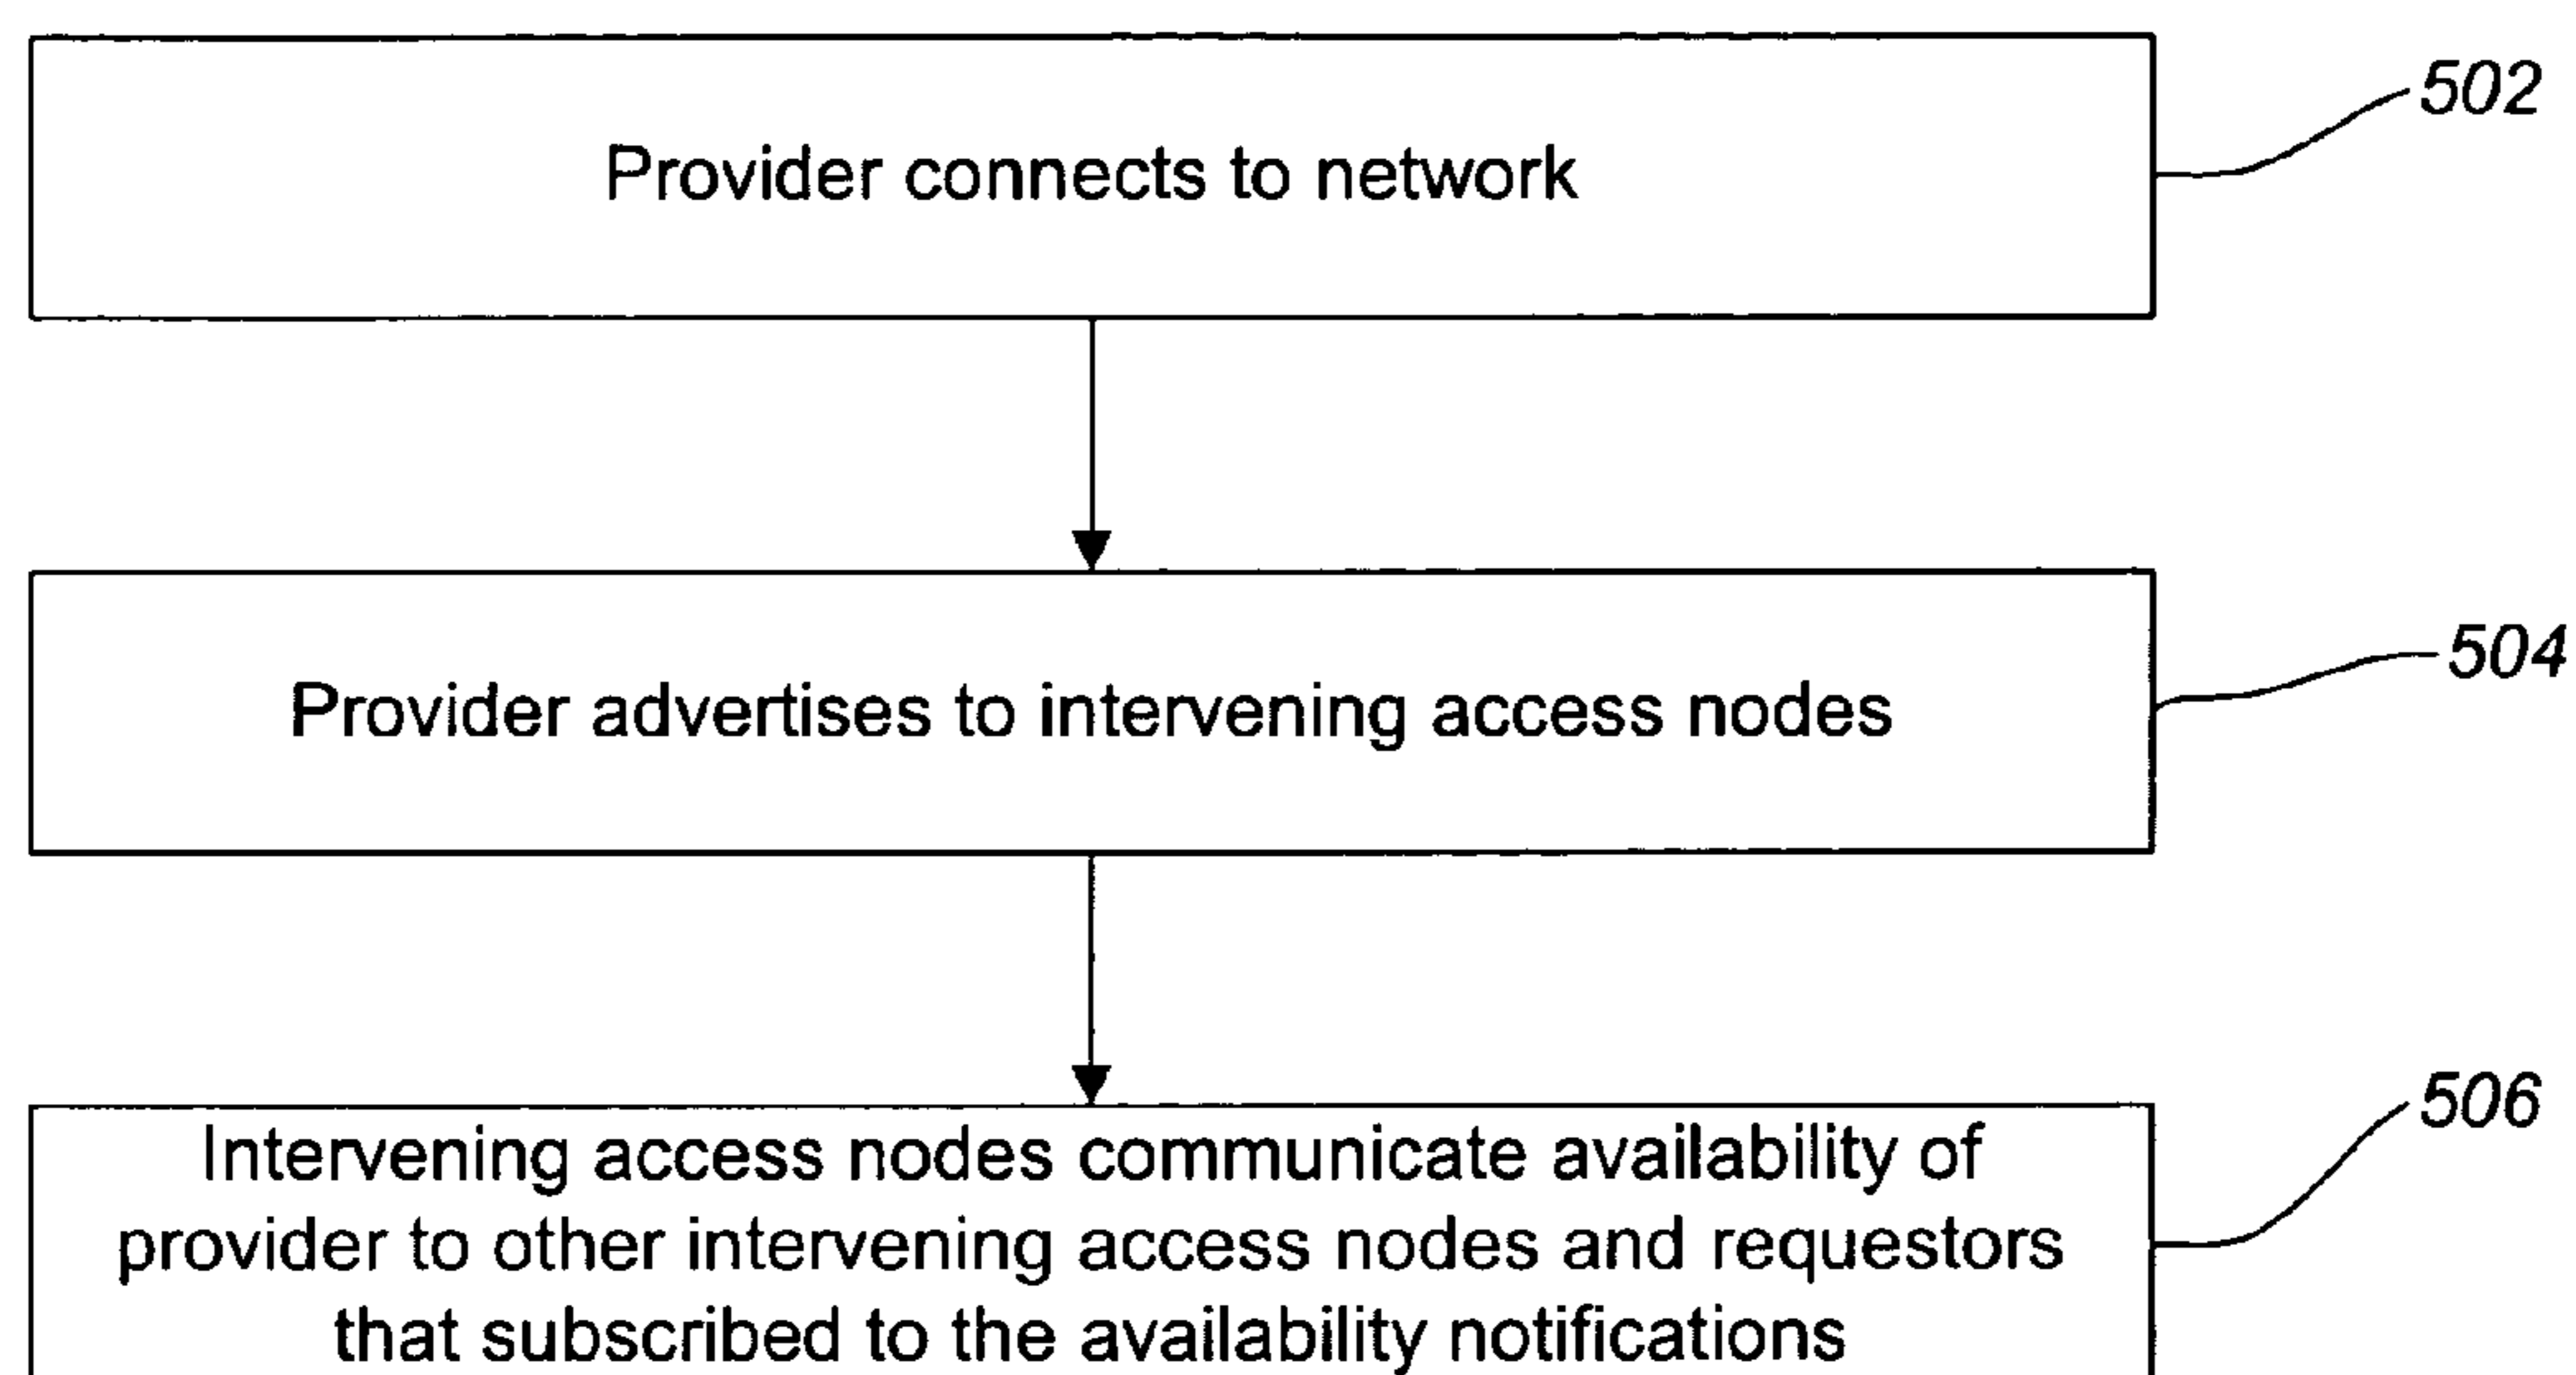 502
Provider connects to network
504
Provider advertises to intervening access nodes
506
Intervening access nodes communicate availability of
provider to other intervening access nodes and requestors
that subscribed to the availability notifications